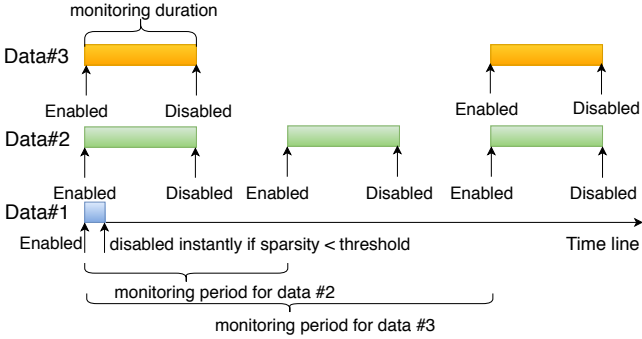 monitoring duration
Data#3
Enabled Disabled Enabled Disabled
Data#2
Enabled Disabled Enabled Disabled Enabled Disabled
Data#1
Enabled disabled instantly if sparsity < threshold Time line
monitoring period for data #2
monitoring period for data #3